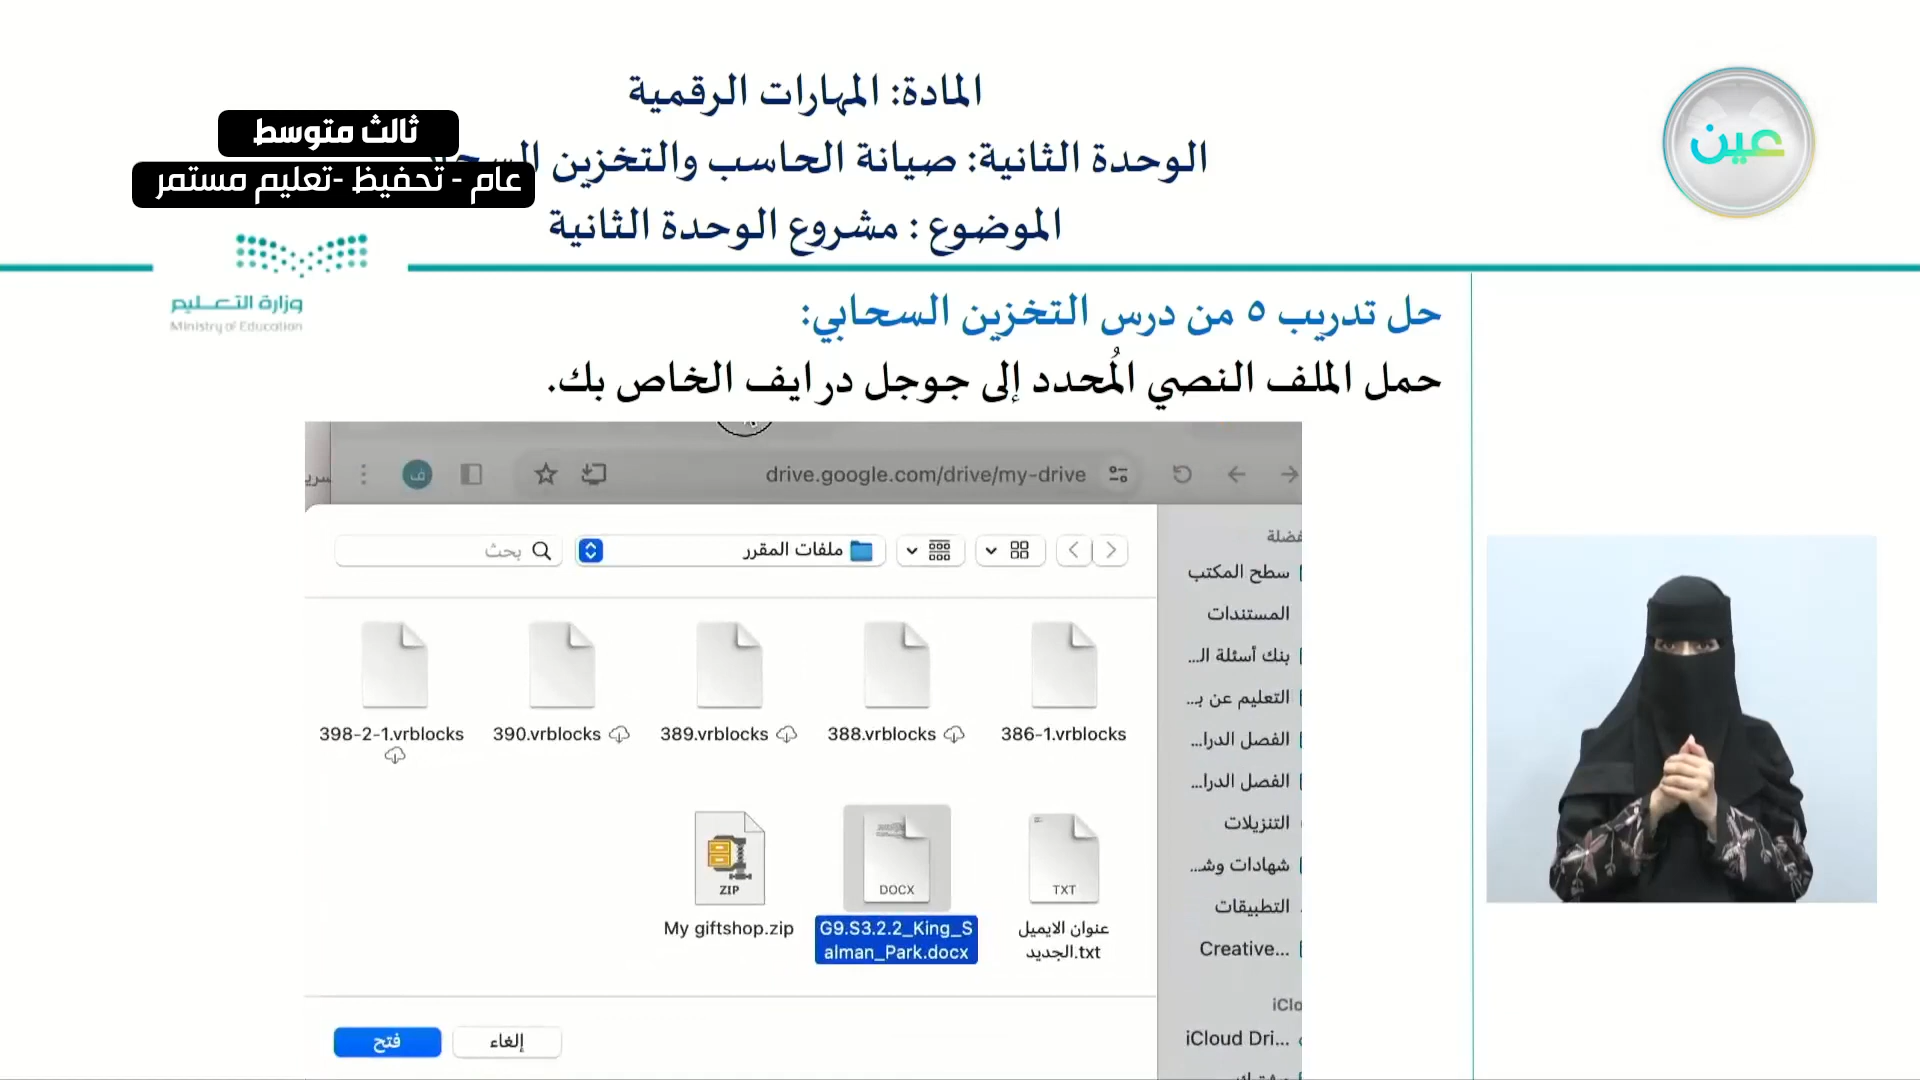 المادة: المهارات الرقمية
ثالث متوسط
الوحدة الثانية: صيانة الحاسب والتخزين
عام - تحفيظ -تعليم مستمر
الموضوع : مشروع الوحدة الثانية
عين
وزارة التعليم
Ministry of Education
حل تدريب ٥ من درس التخزين السحابي:
حمل الملف النصي المُحدد إلى جوجل درايف الخاص بك.
drive.google.com/drive/my-drive
ف
ملفات المقرر
بحث
سطح المكتب
المستندات
بنك أسئلة الـ...
التعليم عن بـ...
الفصل الدرا...
الفصل الدرا...
التنزيلات
شهادات وشـ...
التطبيقات
Creative...
iClo
iCloud Dri...
386-1.vrblocks
388.vrblocks
389.vrblocks
390.vrblocks
398-2-1.vrblocks
TXT
عنوان الايميل
الجديد.txt
DOCX
G9.S3.2.2_King_S
alman_Park.docx
ZIP
My giftshop.zip
إلغاء
فتح